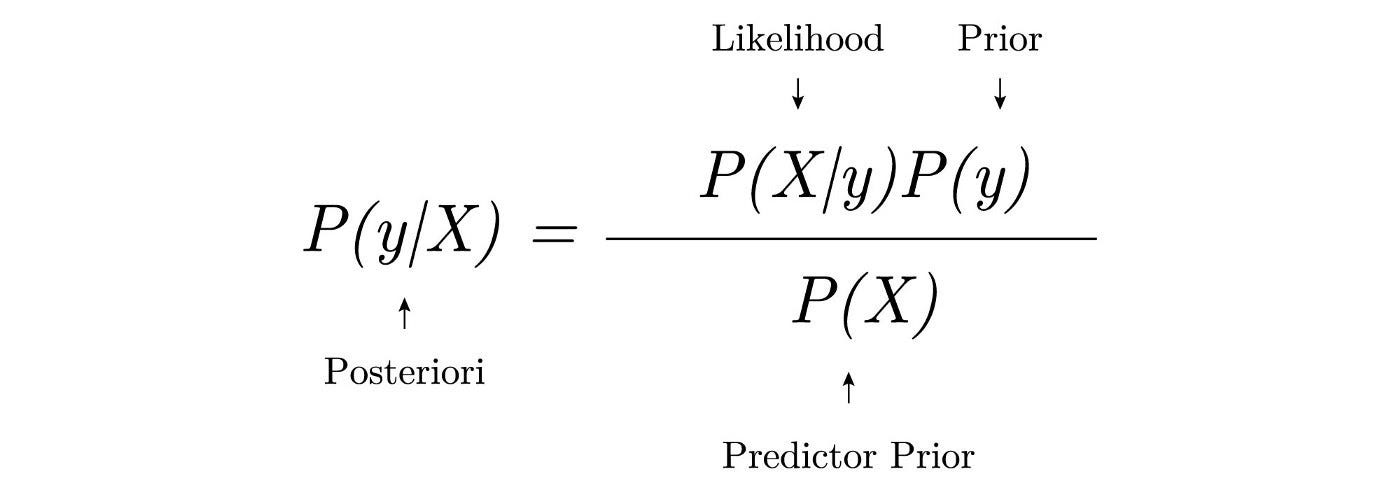 Likelihood Prior
P(X/y)P(y)
P(y/X) =
P(X)
Posteriori
Predictor Prior